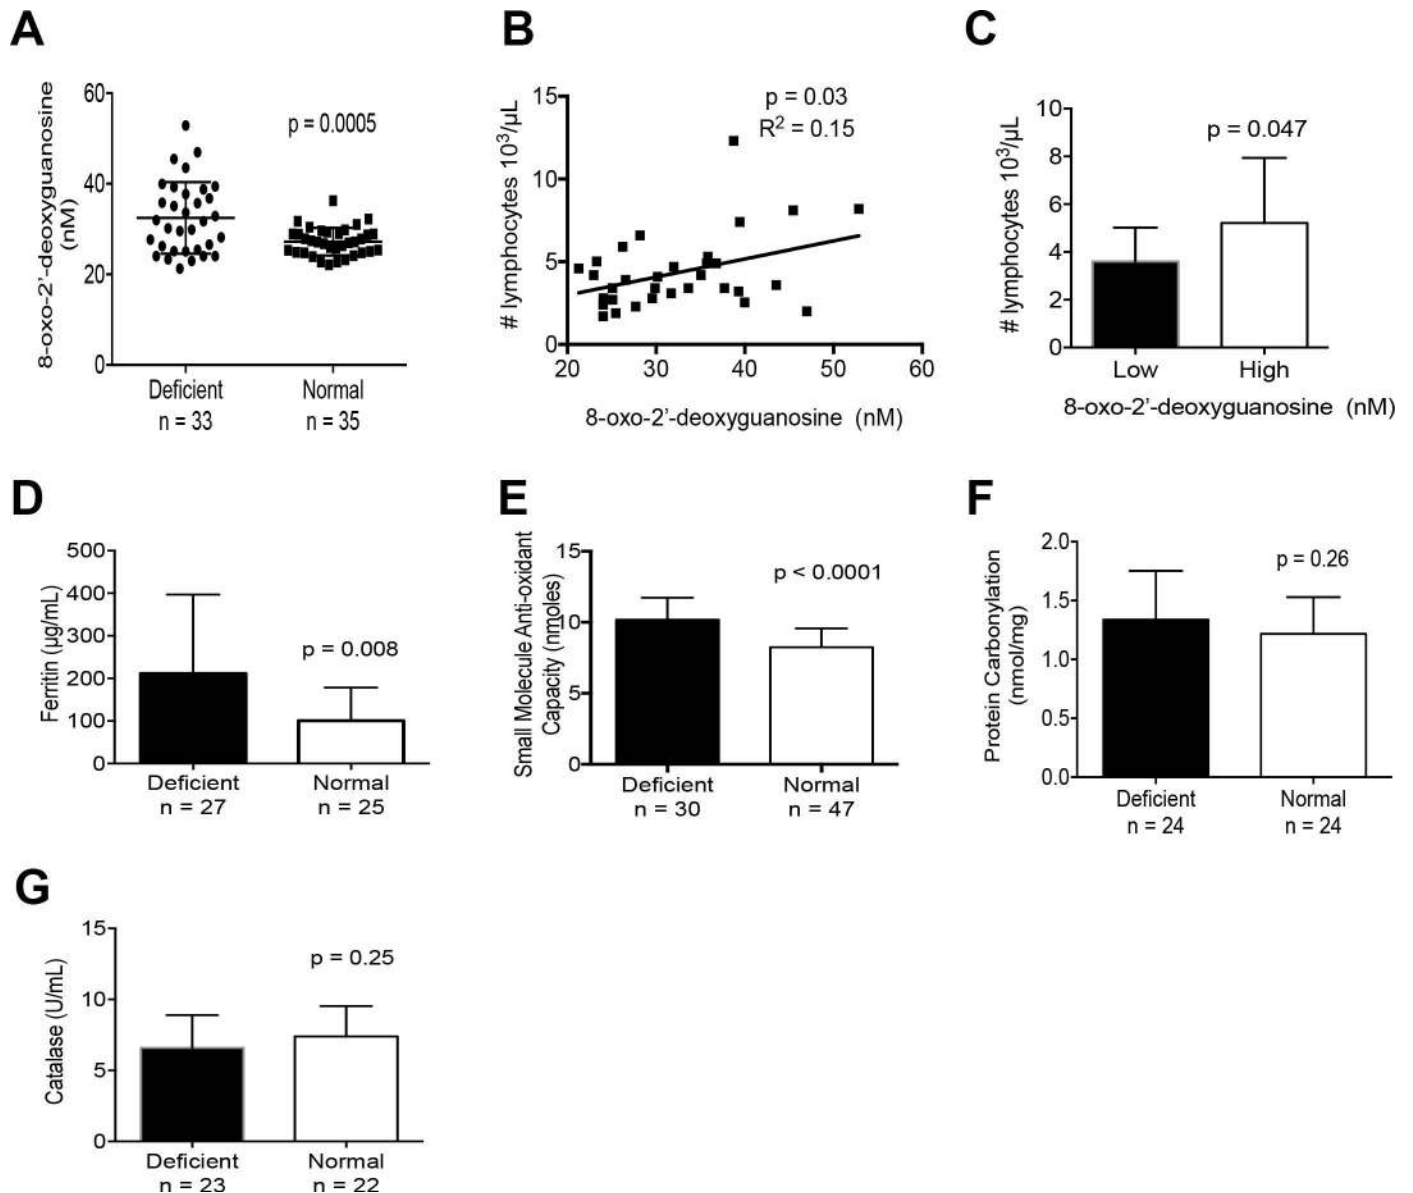 A
8-oxo-2'-deoxyguanosine
(nM)
60
40
20
0
p = 0.0005
Deficient
Normal
n = 33
n = 35
B
# lymphocytes 10³/µL
15
10
5
0
p = 0.03
R² = 0.15
20
30
40
50
60
8-oxo-2'-deoxyguanosine (nM)
C
# lymphocytes 10³/µL
10
8
6
4
2
0
p = 0.047
Low
High
8-oxo-2'-deoxyguanosine (nM)
D
Ferritin (µg/mL)
500
400
300
200
100
0
p = 0.008
Deficient
Normal
n = 27
n = 25
E
Small Molecule Anti-oxidant
Capacity (nmoles)
15
10
5
0
p < 0.0001
Deficient
Normal
n = 30
n = 47
F
Protein Carbonylation
(nmol/mg)
2.0
1.5
1.0
0.5
0.0
p = 0.26
Deficient
Normal
n = 24
n = 24
G
Catalase (U/mL)
15
10
5
0
p = 0.25
Deficient
Normal
n = 23
n = 22